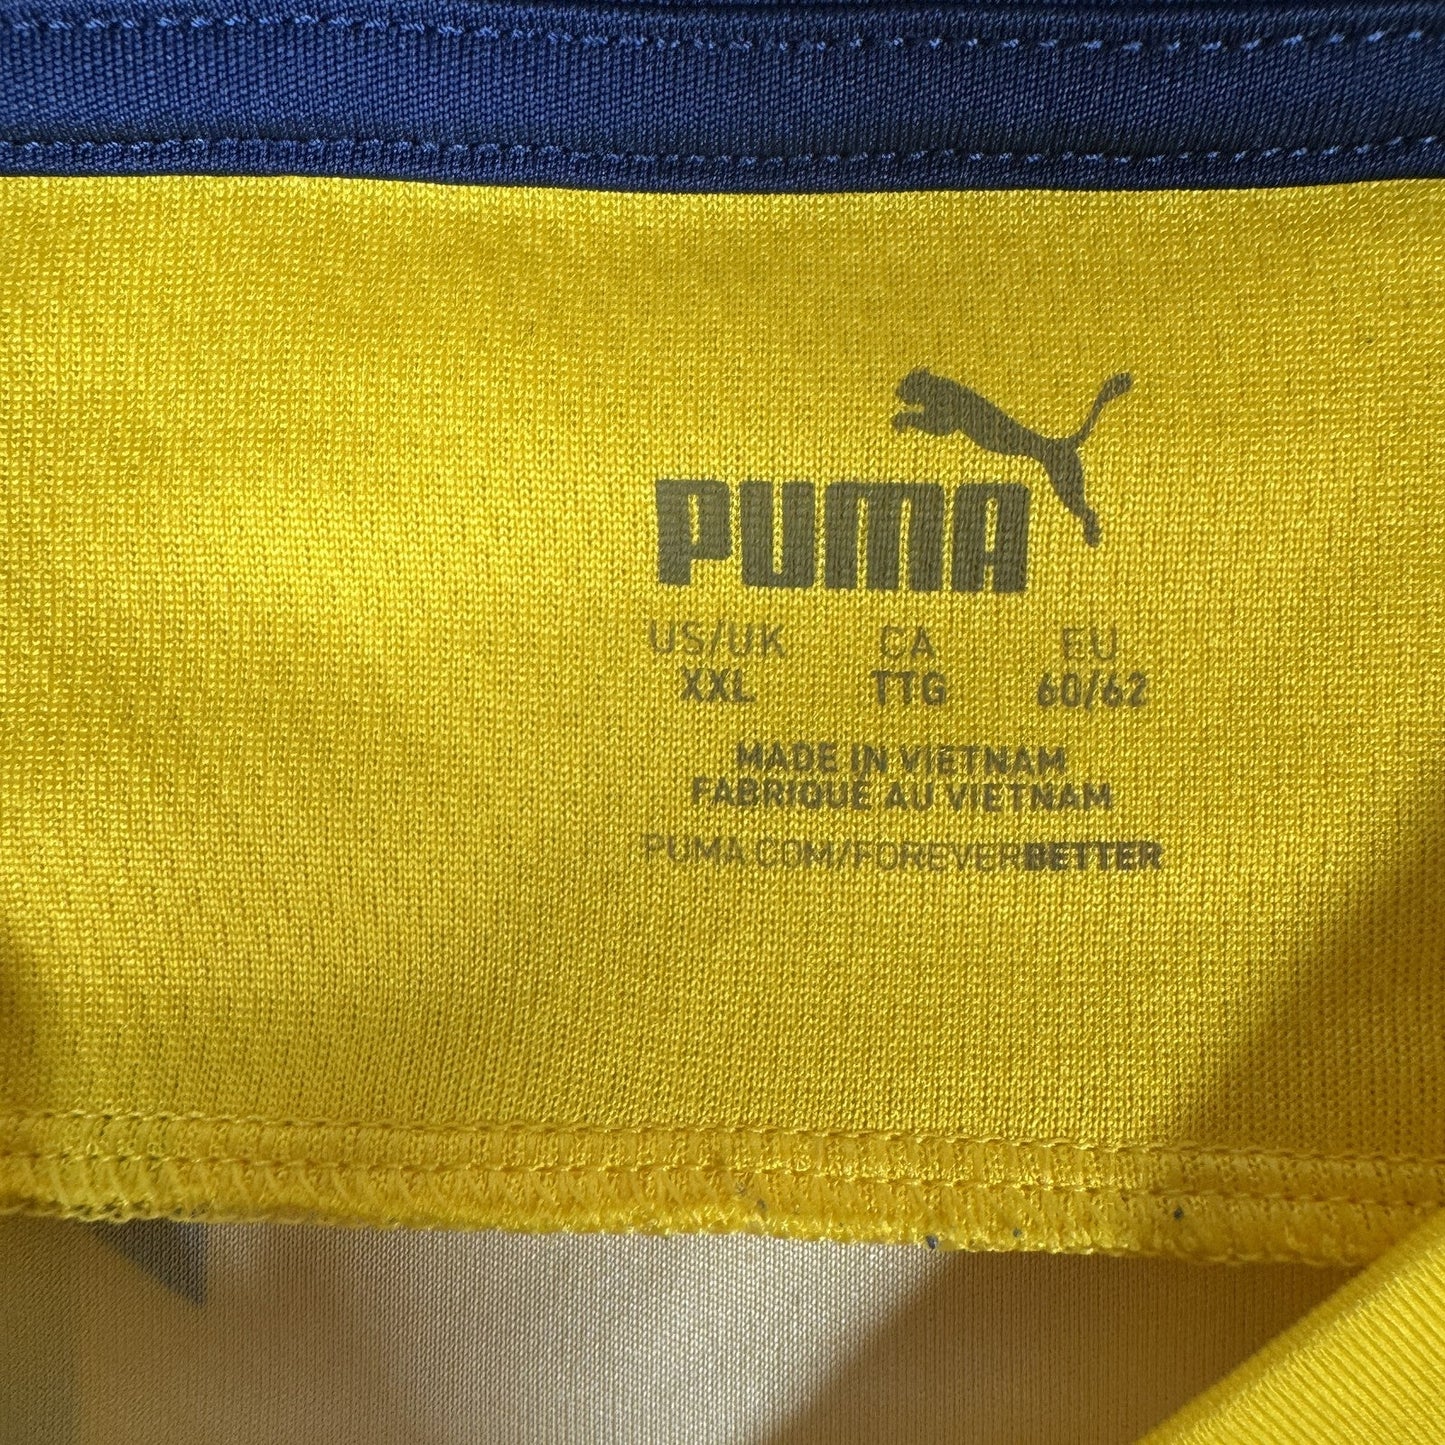 PUMA
US/UK CA EU
XXL TTG 60/62
MADE IN VIETNAM
FABRIQUÉ AU VIETNAM
PUMA.COM/FOREVERBETTER